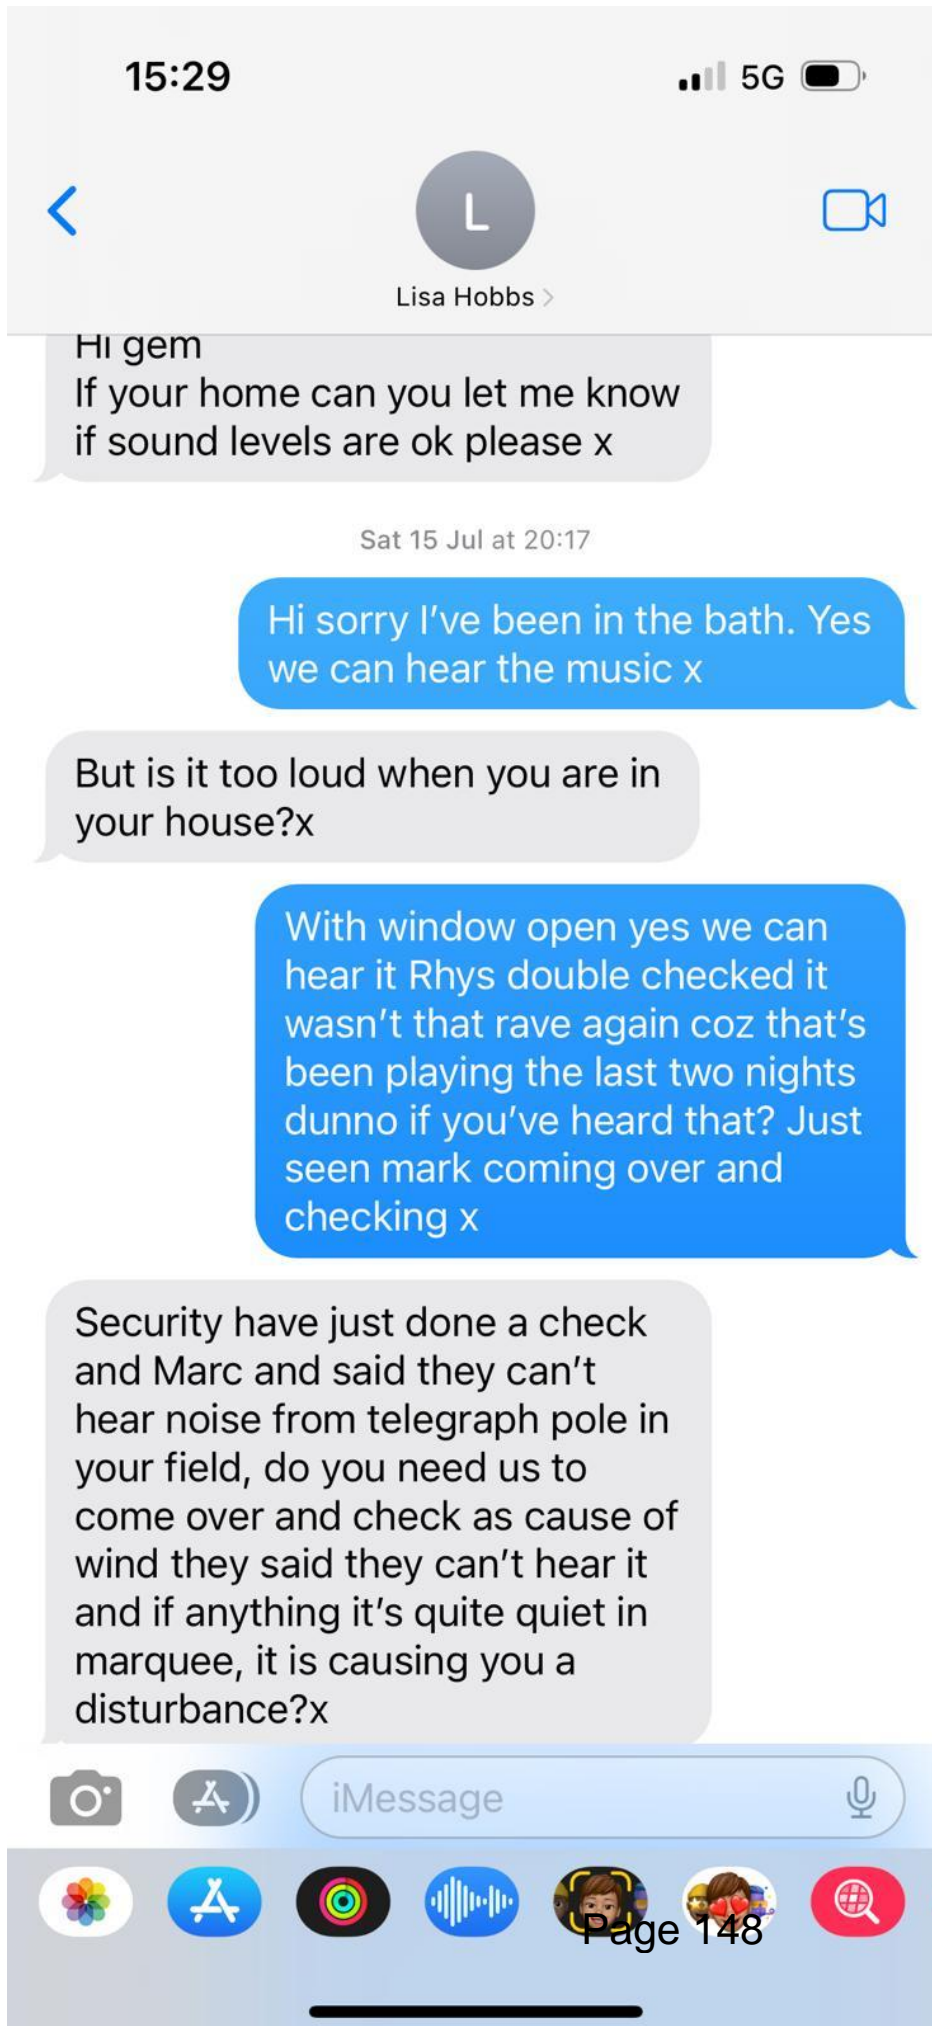 15:29
5G
L
Lisa Hobbs
Hi gem
If your home can you let me know
if sound levels are ok please x
Sat 15 Jul at 20:17
Hi sorry I’ve been in the bath. Yes
we can hear the music x
But is it too loud when you are in
your house?x
With window open yes we can
hear it Rhys double checked it
wasn’t that rave again coz that’s
been playing the last two nights
dunno if you’ve heard that? Just
seen mark coming over and
checking x
Security have just done a check
and Marc and said they can’t
hear noise from telegraph pole in
your field, do you need us to
come over and check as cause of
wind they said they can’t hear it
and if anything it’s quite quiet in
marquee, it is causing you a
disturbance?x
iMessage
Page 148